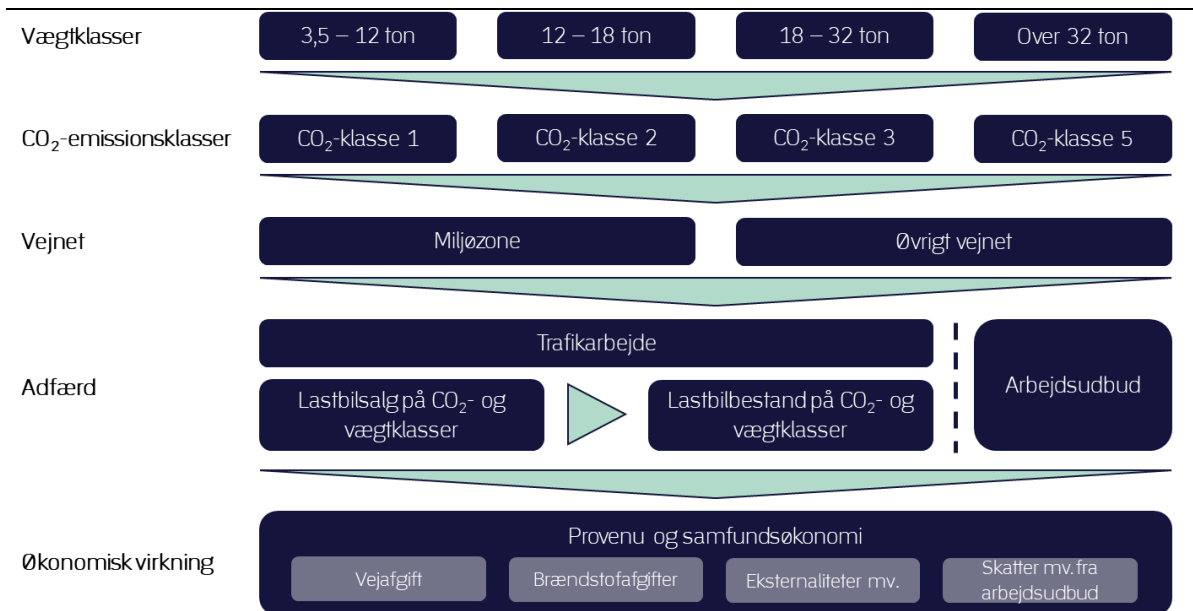 Vægtklasser
3,5 – 12 ton
12 – 18 ton
18 – 32 ton
Over 32 ton
CO₂-emissionsklasser
CO₂-klasse 1
CO₂-klasse 2
CO₂-klasse 3
CO₂-klasse 5
Vejnet
Miljøzone
Øvrigt vejnet
Adfærd
Trafikarbejde
Lastbilsalg på CO₂- og
vægtklasser
Lastbilbestand på CO₂- og
vægtklasser
Arbejdsudbud
Økonomisk virkning
Provenu og samfundsøkonomi
Vejafgift
Brændstofafgifter
Eksternaliteter mv.
Skatter mv. fra
arbejdsudbud